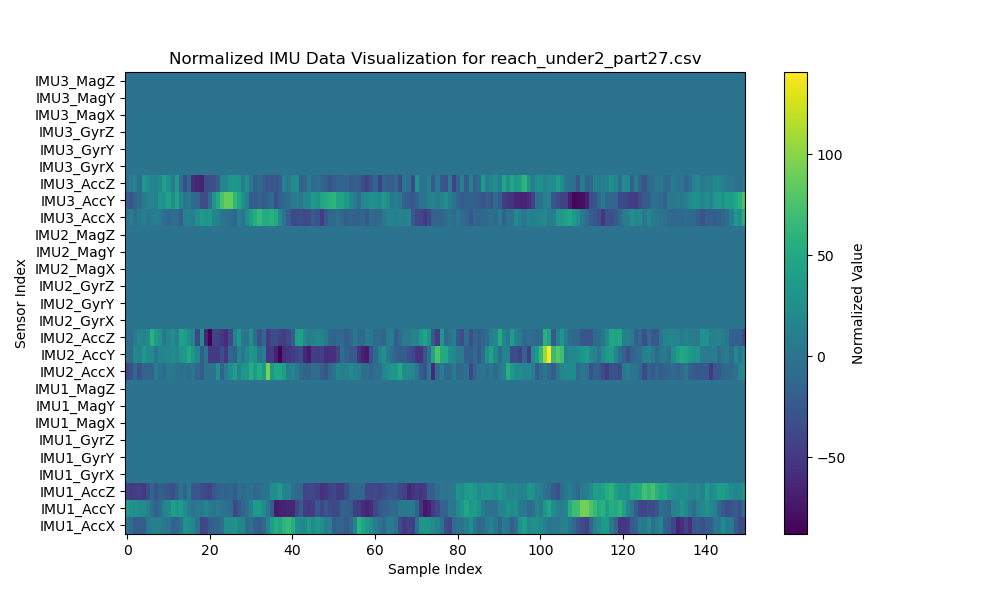 Normalized IMU Data Visualization for reach_under2_part27.csv
IMU3_MagZ
IMU3_MagY
IMU3_MagX
IMU3_GyrZ
IMU3_GyrY
IMU3_GyrX
IMU3_AccZ
IMU3_AccY
IMU3_AccX
IMU2_MagZ
IMU2_MagY
IMU2_MagX
IMU2_GyrZ
IMU2_GyrY
IMU2_GyrX
IMU2_AccZ
IMU2_AccY
IMU2_AccX
IMU1_MagZ
IMU1_MagY
IMU1_MagX
IMU1_GyrZ
IMU1_GyrY
IMU1_GyrX
IMU1_AccZ
IMU1_AccY
IMU1_AccX
Sensor Index
0 20 40 60 80 100 120 140
Sample Index
100
50
0
−50
Normalized Value